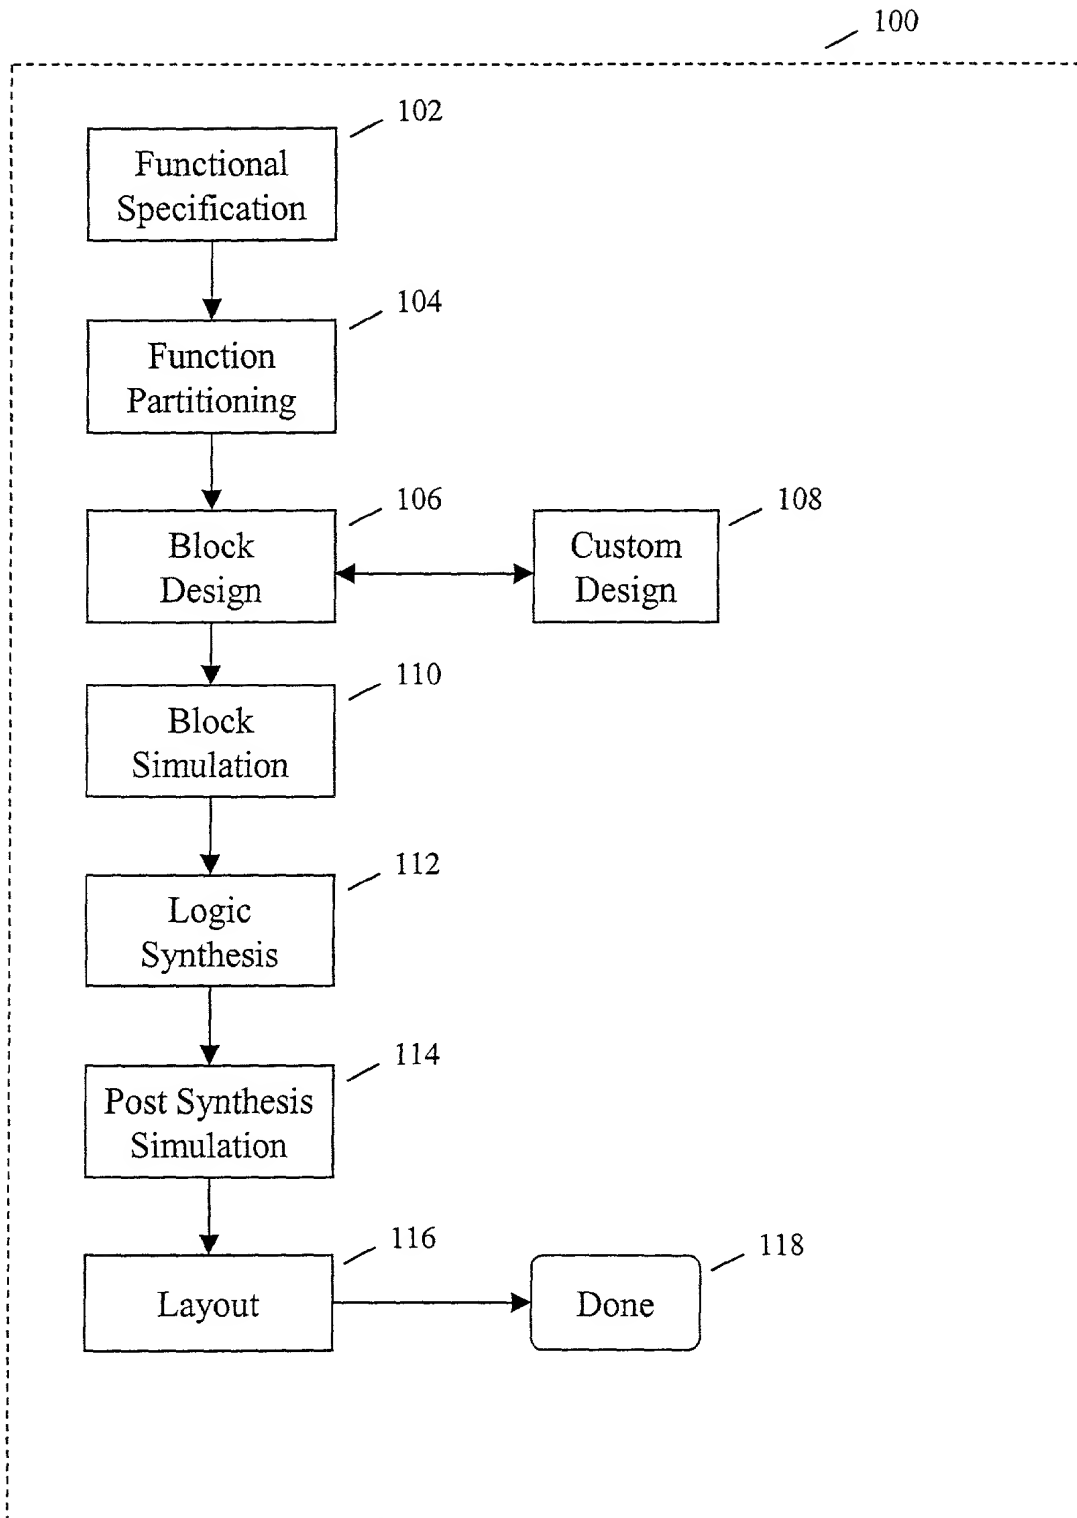 100
102
Functional
Specification
104
Function
Partitioning
106
Block
Design
108
Custom
Design
110
Block
Simulation
112
Logic
Synthesis
114
Post Synthesis
Simulation
116
Layout
118
Done